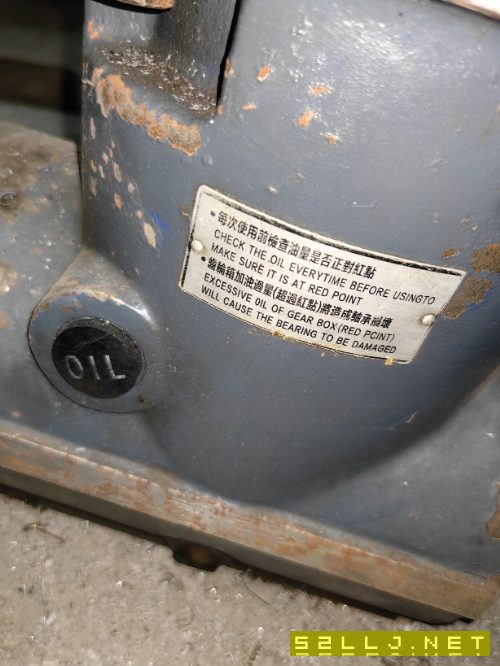 •每次使用前檢查油量是否正對紅點
CHECK THE OIL EVERYTIME BEFORE USINGTO
MAKE SURE IT IS AT RED POINT
•齒輪箱加油過量(超過紅點)將造成軸承損壞
EXCESSIVE OIL OF GEAR BOX(RED POINT)
WILL CAUSE THE BEARING TO BE DAMAGED
OIL
52LLJ.NET